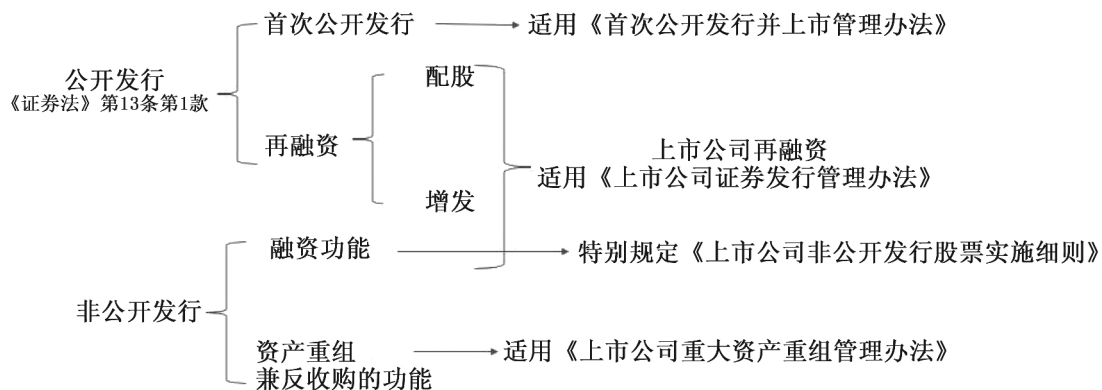 首次公开发行
适用《首次公开发行并上市管理办法》
公开发行
《证券法》第13条第1款
配股
再融资
上市公司再融资
适用《上市公司证券发行管理办法》
增发
融资功能
特别规定《上市公司非公开发行股票实施细则》
非公开发行
资产重组
兼反收购的功能
适用《上市公司重大资产重组管理办法》